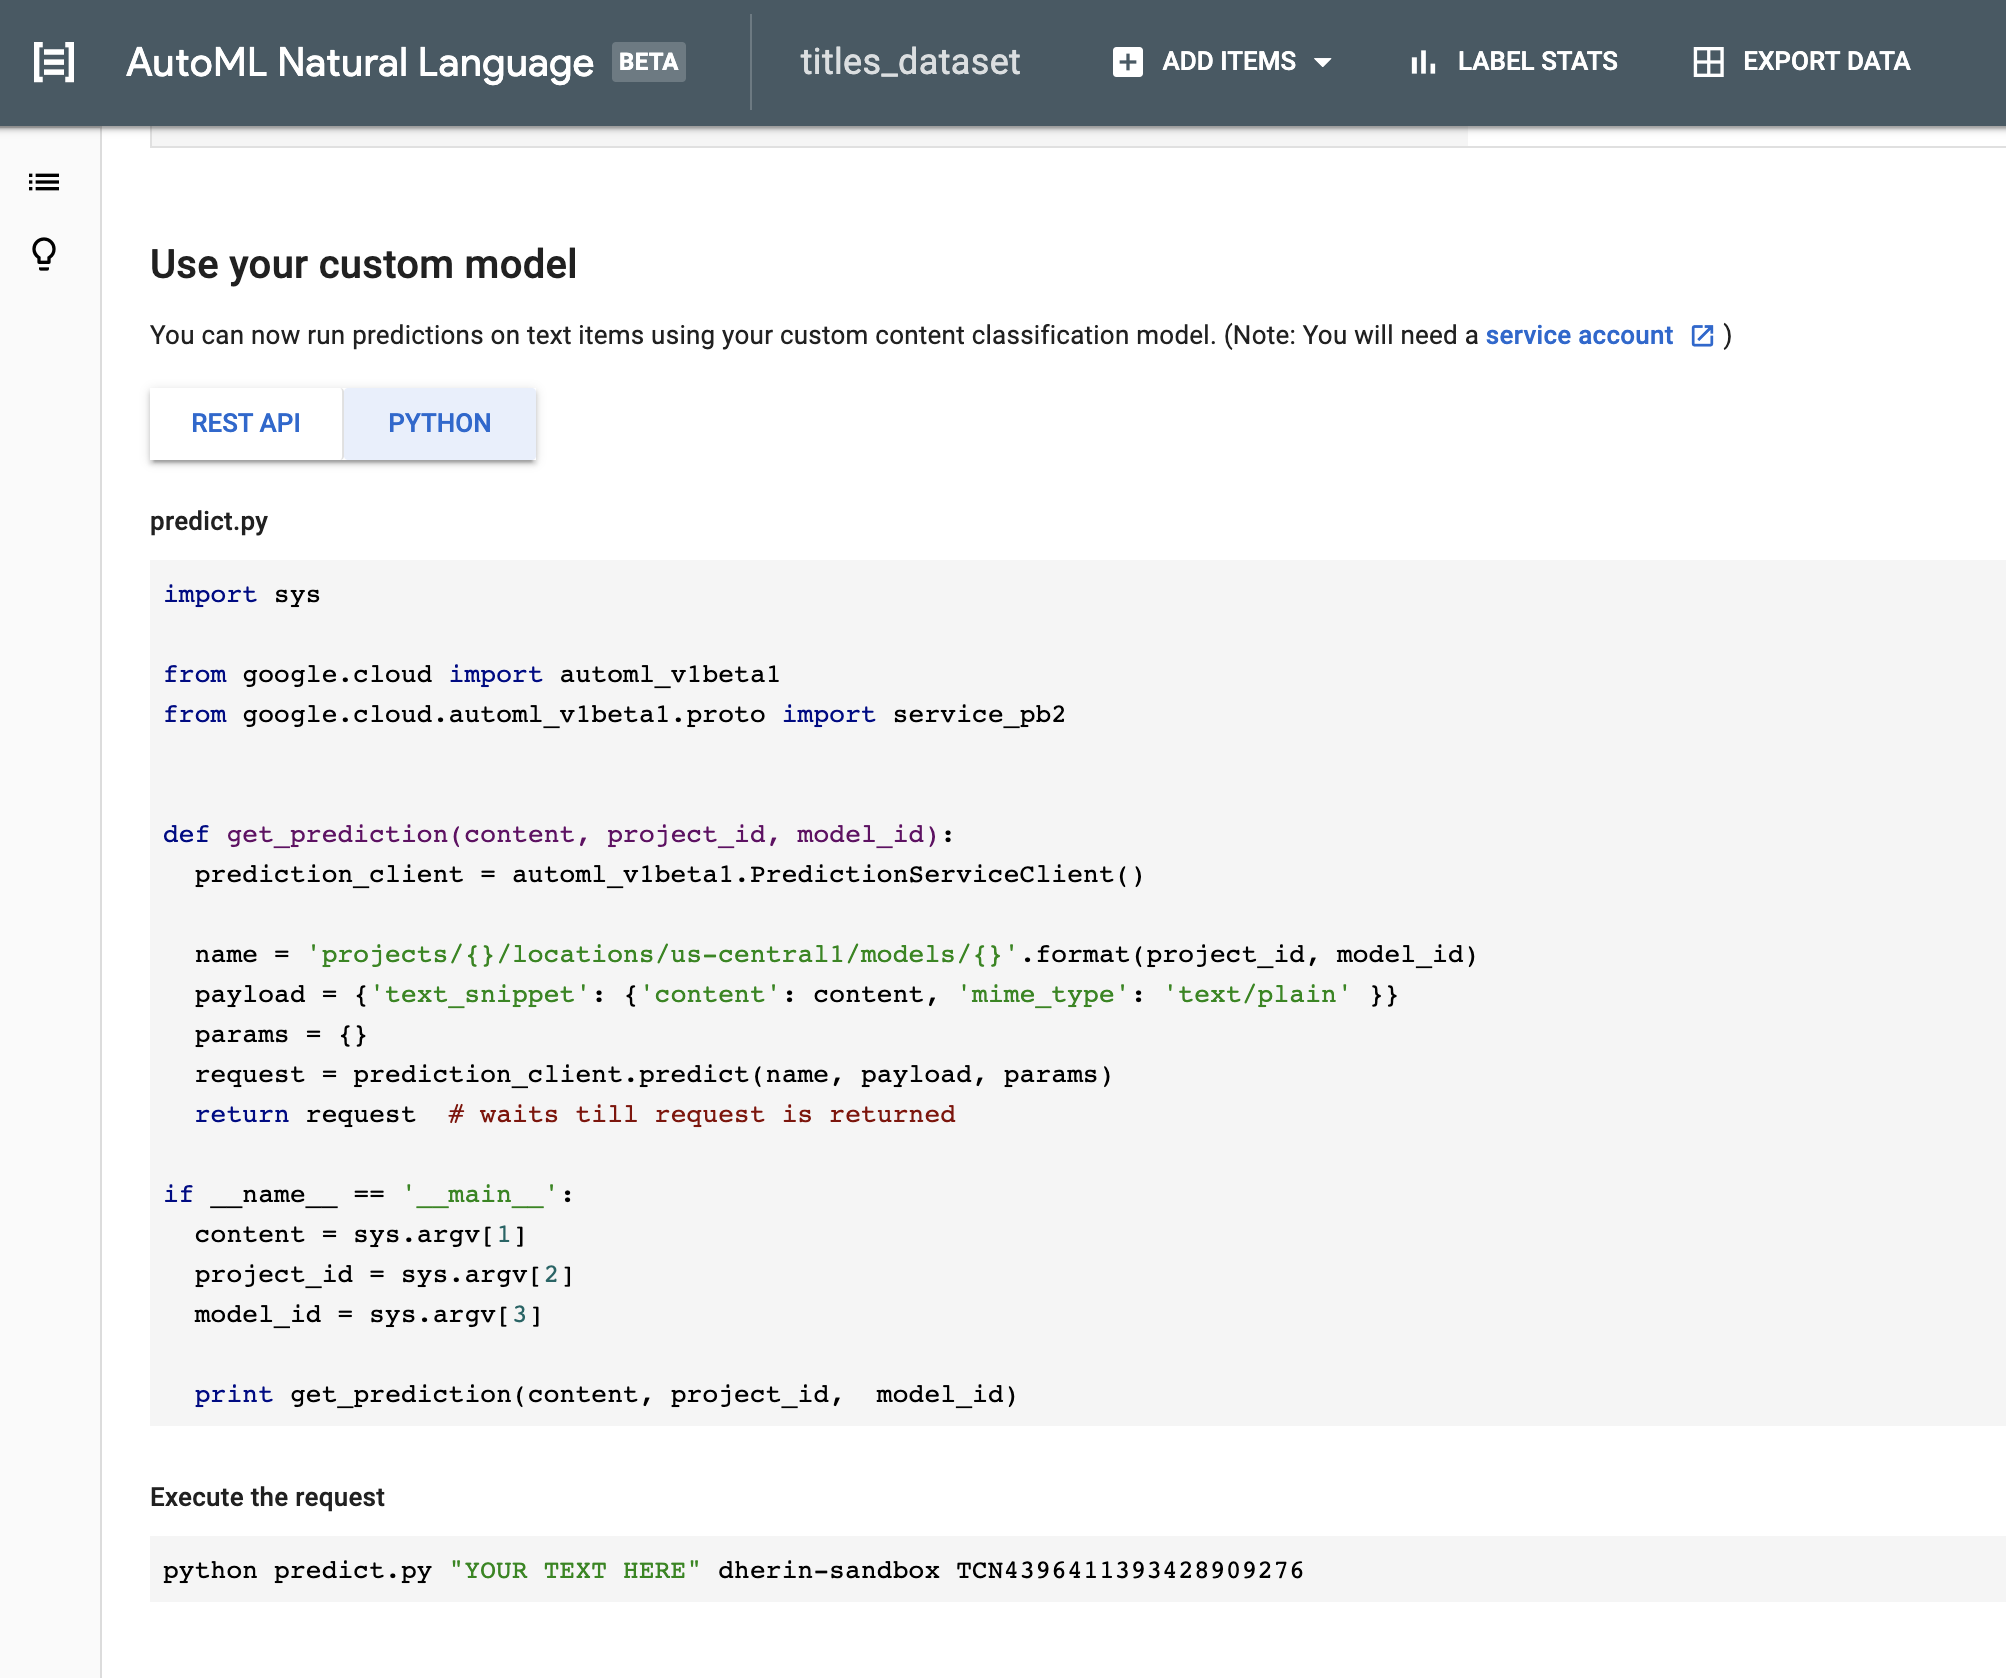 AutoML Natural Language BETA titles_dataset ADD ITEMS LABEL STATS EXPORT DATA
Use your custom model
You can now run predictions on text items using your custom content classification model. (Note: You will need a service account )
REST API PYTHON
predict.py
import sys
from google.cloud import automl_v1beta1
from google.cloud.automl_v1beta1.proto import service_pb2
def get_prediction(content, project_id, model_id):
  prediction_client = automl_v1beta1.PredictionServiceClient()
  name = 'projects/{}/locations/us-central1/models/{}'.format(project_id, model_id)
  payload = {'text_snippet': {'content': content, 'mime_type': 'text/plain' }}
  params = {}
  request = prediction_client.predict(name, payload, params)
  return request  # waits till request is returned
if __name__ == '__main__':
  content = sys.argv[1]
  project_id = sys.argv[2]
  model_id = sys.argv[3]
  print get_prediction(content, project_id,  model_id)
Execute the request
python predict.py "YOUR TEXT HERE" dherin-sandbox TCN4396411393428909276